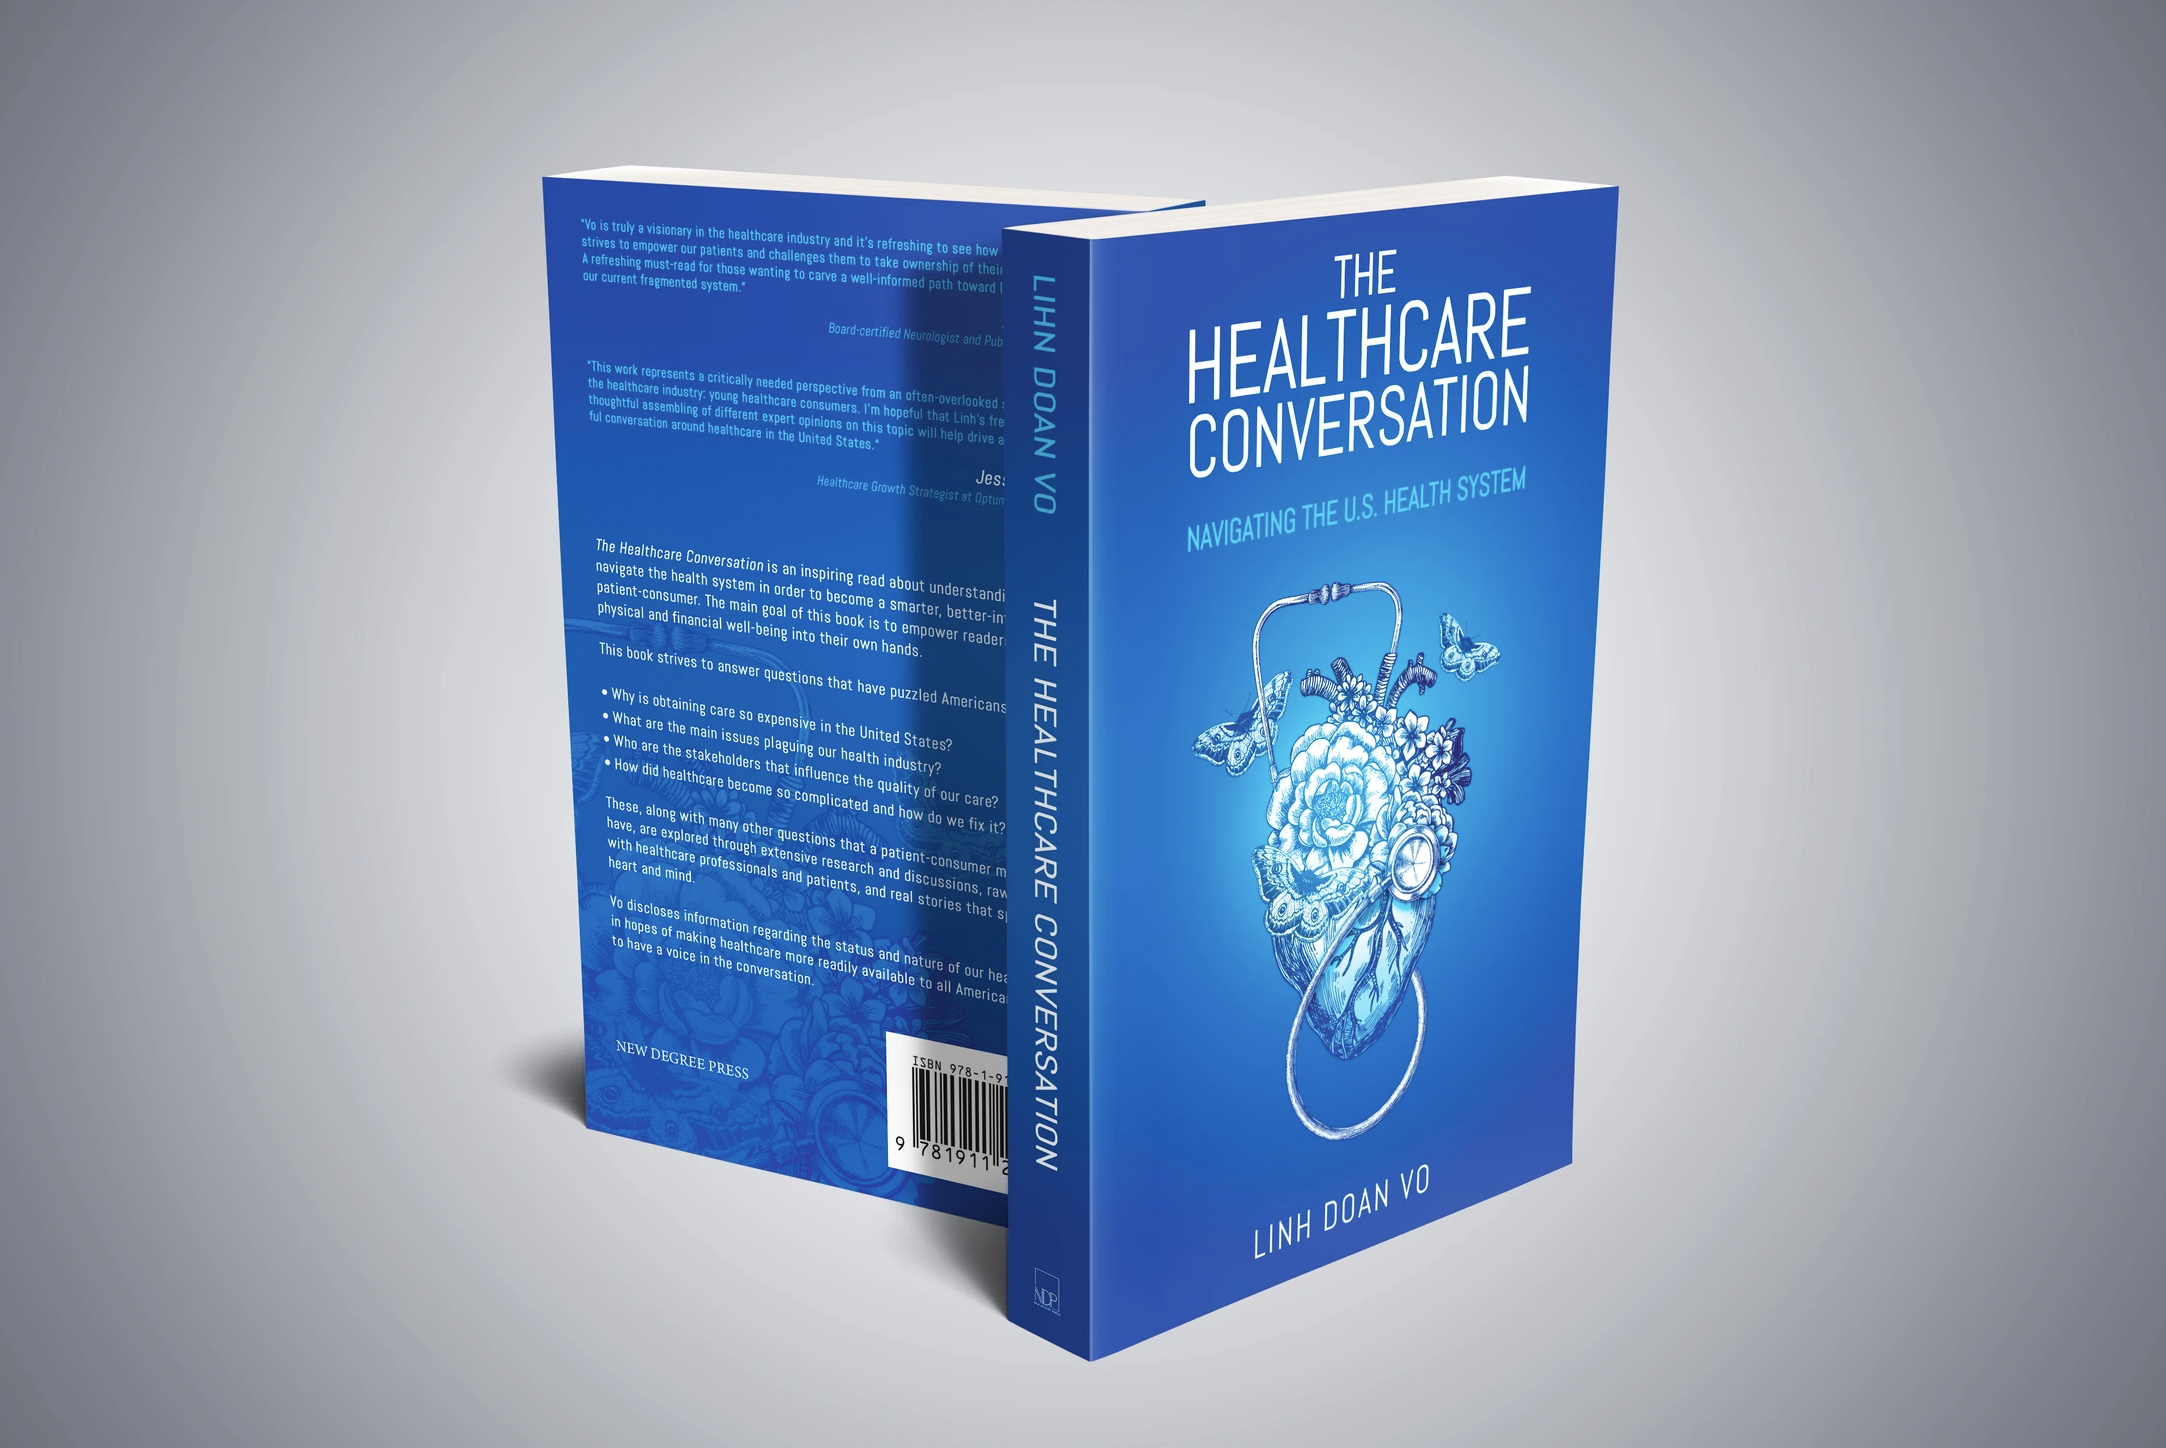 "Vo is truly a visionary in the healthcare industry and it's refreshing to see how
strives to empower our patients and challenges them to take ownership of their
A refreshing must-read for those wanting to carve a well-informed path toward
our current fragmented system."
Board-certified Neurologist and
"This work represents a critically needed perspective from an often-overlooked
the healthcare industry: young healthcare consumers. I'm hopeful that Linh's
thoughtful assembling of different expert opinions on this topic will help drive a
ful conversation around healthcare in the United States."
Healthcare Growth Strategist at
The Healthcare Conversation is an inspiring read about
navigate the health system in order to become a smarter,
patient-consumer. The main goal of this book is to empower
physical and financial well-being into their own hands.
This book strives to answer questions that have puzzled Americans
• Why is obtaining care so expensive in the United States?
• What are the main issues plaguing our health industry?
• Who are the stakeholders that influence the quality of our care?
• How did healthcare become so complicated and how do we fix it?
These, along with many other questions that a patient-consumer
have, are explored through extensive research and discussions,
with healthcare professionals and patients, and real stories that
heart and mind.
Vo discloses information regarding the status and nature of our
in hopes of making healthcare more readily available to all
to have a voice in the conversation.
NEW DEGREE PRESS
ISBN 978-1-91
9 781911 2
LIHN DOAN VO
THE HEALTHCARE CONVERSATION
NDP
THE
HEALTHCARE
CONVERSATION
NAVIGATING THE U.S. HEALTH SYSTEM
LINH DOAN VO